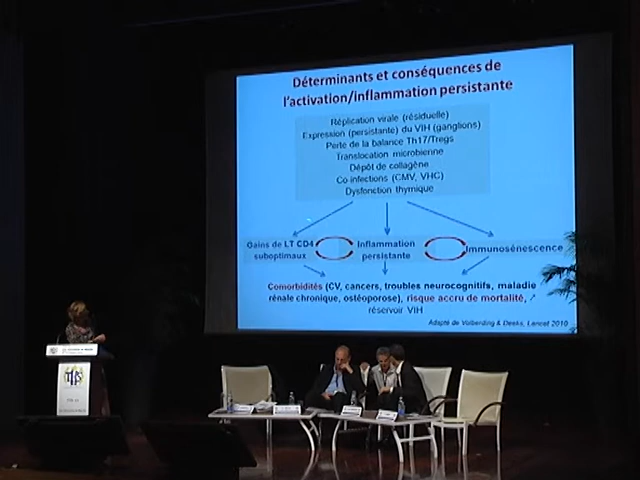 Déterminants et conséquences de
l'activation/inflammation persistante
Réplication virale (résiduelle)
Expression (persistante) du VIH (ganglions)
Perte de la balance Th17/Tregs
Translocation microbienne
Dépôt de collagène
Co infections (CMV, VHC)
Dysfonction thymique
Gains de LT CD4
suboptimaux
Inflammation
persistante
Immunosénescence
Comorbidités (CV, cancers, troubles neurocognitifs, maladie
rénale chronique, ostéoporose), risque accru de mortalité, ↗
réservoir VIH
Adapté de Volberding & Deeks, Lancet 2010